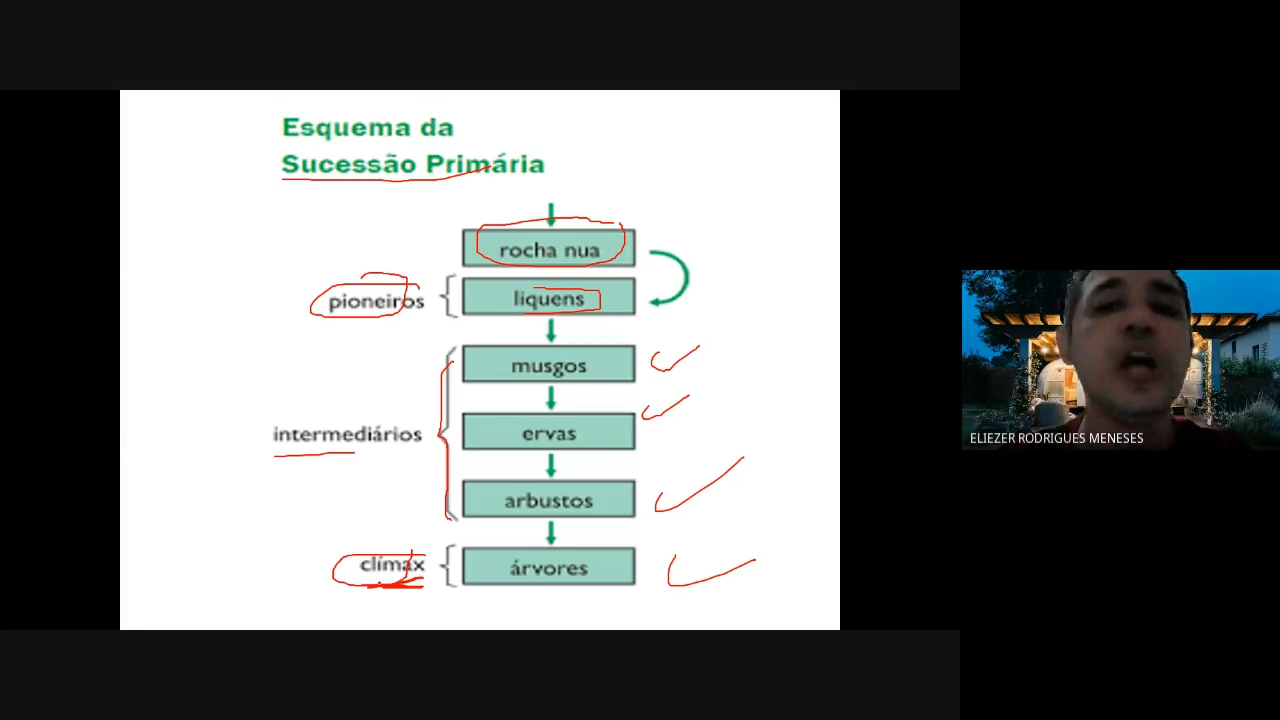 Esquema da
Sucessão Primária
rocha nua
pioneiros
liquens
musgos
intermediários
ervas
arbustos
clímax
árvores
ELIEZER RODRIGUES MENESES